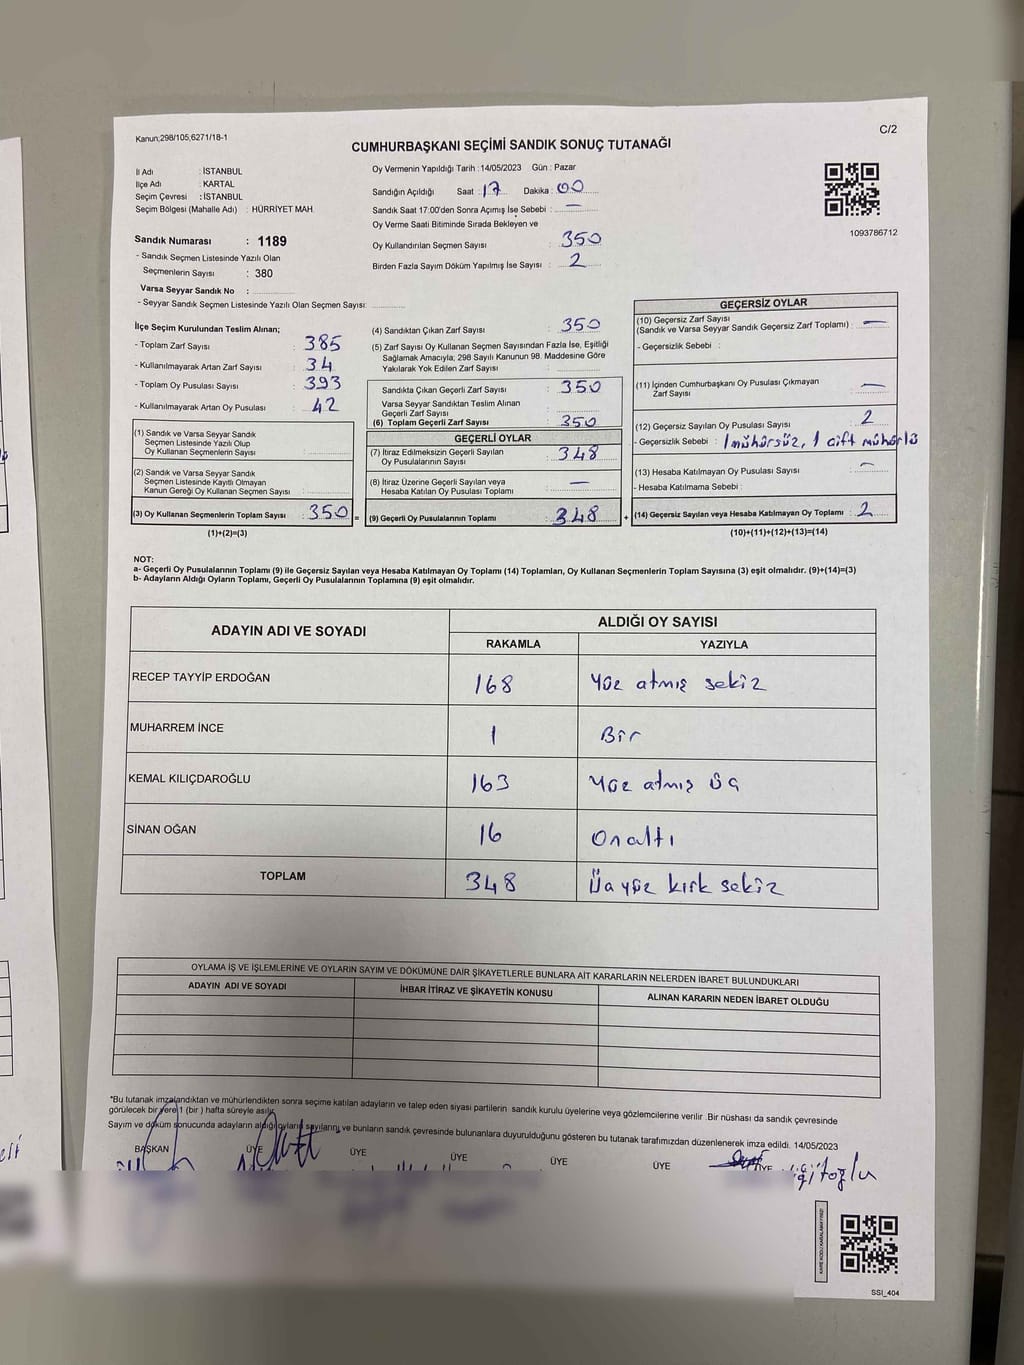 Kanun;298/105,6271/18-1
C/2
CUMHURBAŞKANI SEÇİMİ SANDIK SONUÇ TUTANAĞI
İl Adı : İSTANBUL
İlçe Adı : KARTAL
Seçim Çevresi : İSTANBUL
Seçim Bölgesi (Mahalle Adı) : HÜRRİYET MAH.
Sandık Numarası : 1189
- Sandık Seçmen Listesinde Yazılı Olan
Seçmenlerin Sayısı : 380
Varsa Seyyar Sandık No :
- Seyyar Sandık Seçmen Listesinde Yazılı Olan Seçmen Sayısı:
Oy Vermenin Yapıldığı Tarih : 14/05/2023 Gün : Pazar
Sandığın Açıldığı Saat : 17 Dakika : 00
Sandık Saat 17:00'den Sonra Açımış İse Sebebi : —
Oy Verme Saati Bitiminde Sırada Bekleyen ve
Oy Kullandırılan Seçmen Sayısı : 350
Birden Fazla Sayım Döküm Yapılmış İse Sayısı : 2
1093786712
İlçe Seçim Kurulundan Teslim Alınan;
- Toplam Zarf Sayısı : 385
- Kullanılmayarak Artan Zarf Sayısı : 34
- Toplam Oy Pusulası Sayısı : 393
- Kullanılmayarak Artan Oy Pusulası : 42
(1) Sandık ve Varsa Seyyar Sandık
Seçmen Listesinde Yazılı Olup
Oy Kullanan Seçmenlerin Sayısı :
(2) Sandık ve Varsa Seyyar Sandık
Seçmen Listesinde Kayıtlı Olmayan
Kanun Gereği Oy Kullanan Seçmen Sayısı :
(3) Oy Kullanan Seçmenlerin Toplam Sayısı : 350 =
(1)+(2)=(3)
(4) Sandıktan Çıkan Zarf Sayısı : 350
(5) Zarf Sayısı Oy Kullanan Seçmen Sayısından Fazla İse, Eşitliği
Sağlamak Amacıyla; 298 Sayılı Kanunun 98. Maddesine Göre
Yakılarak Yok Edilen Zarf Sayısı :
Sandıkta Çıkan Geçerli Zarf Sayısı : 350
Varsa Seyyar Sandıktan Teslim Alınan
Geçerli Zarf Sayısı :
(6) Toplam Geçerli Zarf Sayısı : 350
GEÇERLİ OYLAR
(7) İtiraz Edilmeksizin Geçerli Sayılan
Oy Pusulalarının Sayısı : 348
(8) İtiraz Üzerine Geçerli Sayılan veya
Hesaba Katılan Oy Pusulası Toplamı : —
(9) Geçerli Oy Pusulalarının Toplamı : 348 +
GEÇERSİZ OYLAR
(10) Geçersiz Zarf Sayısı
(Sandık ve Varsa Seyyar Sandık Geçersiz Zarf Toplamı) : —
- Geçersizlik Sebebi :
(11) İçinden Cumhurbaşkanı Oy Pusulası Çıkmayan
Zarf Sayısı : —
(12) Geçersiz Sayılan Oy Pusulası Sayısı : 2
- Geçersizlik Sebebi : 1 mühürsüz, 1 çift mühürlü
(13) Hesaba Katılmayan Oy Pusulası Sayısı : —
- Hesaba Katılmama Sebebi :
(14) Geçersiz Sayılan veya Hesaba Katılmayan Oy Toplamı : 2
(10)+(11)+(12)+(13)=(14)
NOT:
a- Geçerli Oy Pusulalarının Toplamı (9) ile Geçersiz Sayılan veya Hesaba Katılmayan Oy Toplamı (14) Toplamları, Oy Kullanan Seçmenlerin Toplam Sayısına (3) eşit olmalıdır. (9)+(14)=(3)
b- Adayların Aldığı Oyların Toplamı, Geçerli Oy Pusulalarının Toplamına (9) eşit olmalıdır.
ADAYIN ADI VE SOYADI ALDIĞI OY SAYISI
RAKAMLA YAZIYLA
RECEP TAYYİP ERDOĞAN 168 Yüz atmış sekiz
MUHARREM İNCE 1 Bir
KEMAL KILIÇDAROĞLU 163 Yüz atmış üç
SİNAN OĞAN 16 Onaltı
TOPLAM 348 Üçyüz kırk sekiz
OYLAMA İŞ VE İŞLEMLERİNE VE OYLARIN SAYIM VE DÖKÜMÜNE DAİR ŞİKAYETLERLE BUNLARA AİT KARARLARIN NELERDEN İBARET BULUNDUKLARI
ADAYIN ADI VE SOYADI İHBAR İTİRAZ VE ŞİKAYETİN KONUSU ALINAN KARARIN NEDEN İBARET OLDUĞU
*Bu tutanak imzalandıktan ve mühürlendikten sonra seçime katılan adayların ve talep eden siyasi partilerin sandık kurulu üyelerine veya gözlemcilerine verilir .Bir nüshası da sandık çevresinde
görülecek bir yere 1 (bir ) hafta süreyle asılır.
Sayım ve döküm sonucunda adayların aldığı oyların sayılarını ve bunların sandık çevresinde bulunanlara duyurulduğunu gösteren bu tutanak tarafımızdan düzenlenerek imza edildi. 14/05/2023
BAŞKAN ÜYE ÜYE ÜYE ÜYE ÜYE ÜYE
KARE KODU KARALAMAYINIZ!
SSI_404